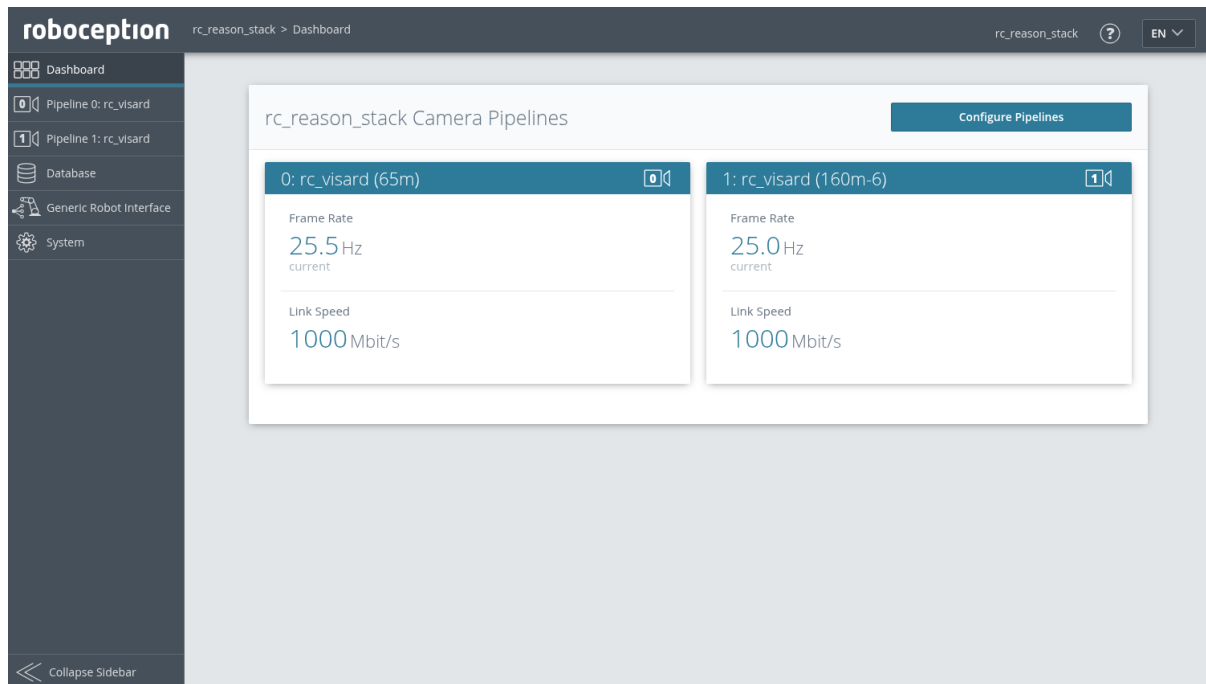 roboception
rc_reason_stack > Dashboard
rc_reason_stack
?
EN
Dashboard
0 Pipeline 0: rc_visard
1 Pipeline 1: rc_visard
Database
Generic Robot Interface
System
Collapse Sidebar
rc_reason_stack Camera Pipelines
Configure Pipelines
0: rc_visard (65m) 0
Frame Rate
25.5 Hz
current
Link Speed
1000 Mbit/s
1: rc_visard (160m-6) 1
Frame Rate
25.0 Hz
current
Link Speed
1000 Mbit/s